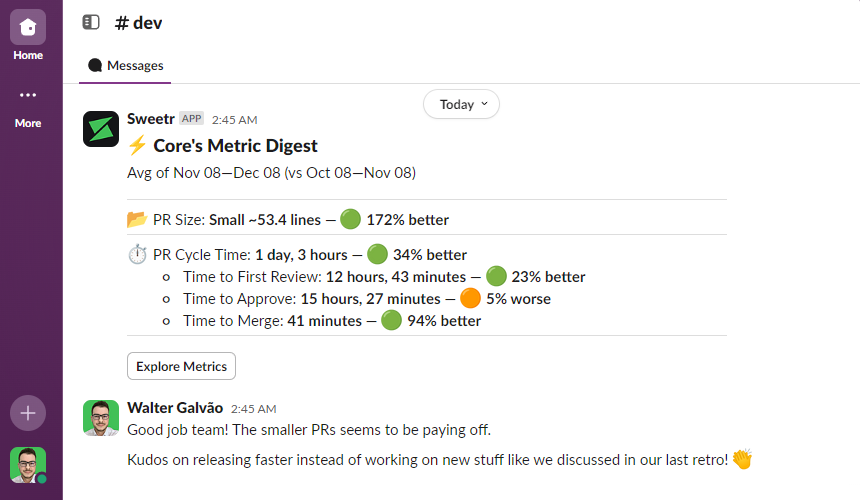 Home
More
# dev
Messages
Today
Sweetr APP 2:45 AM
⚡ Core's Metric Digest
Avg of Nov 08—Dec 08 (vs Oct 08—Nov 08)
📂 PR Size: Small ~53.4 lines — 🟢 172% better
⏱️ PR Cycle Time: 1 day, 3 hours — 🟢 34% better
Time to First Review: 12 hours, 43 minutes — 🟢 23% better
Time to Approve: 15 hours, 27 minutes — 🟠 5% worse
Time to Merge: 41 minutes — 🟢 94% better
Explore Metrics
Walter Galvão 2:45 AM
Good job team! The smaller PRs seems to be paying off.
Kudos on releasing faster instead of working on new stuff like we discussed in our last retro! 👏